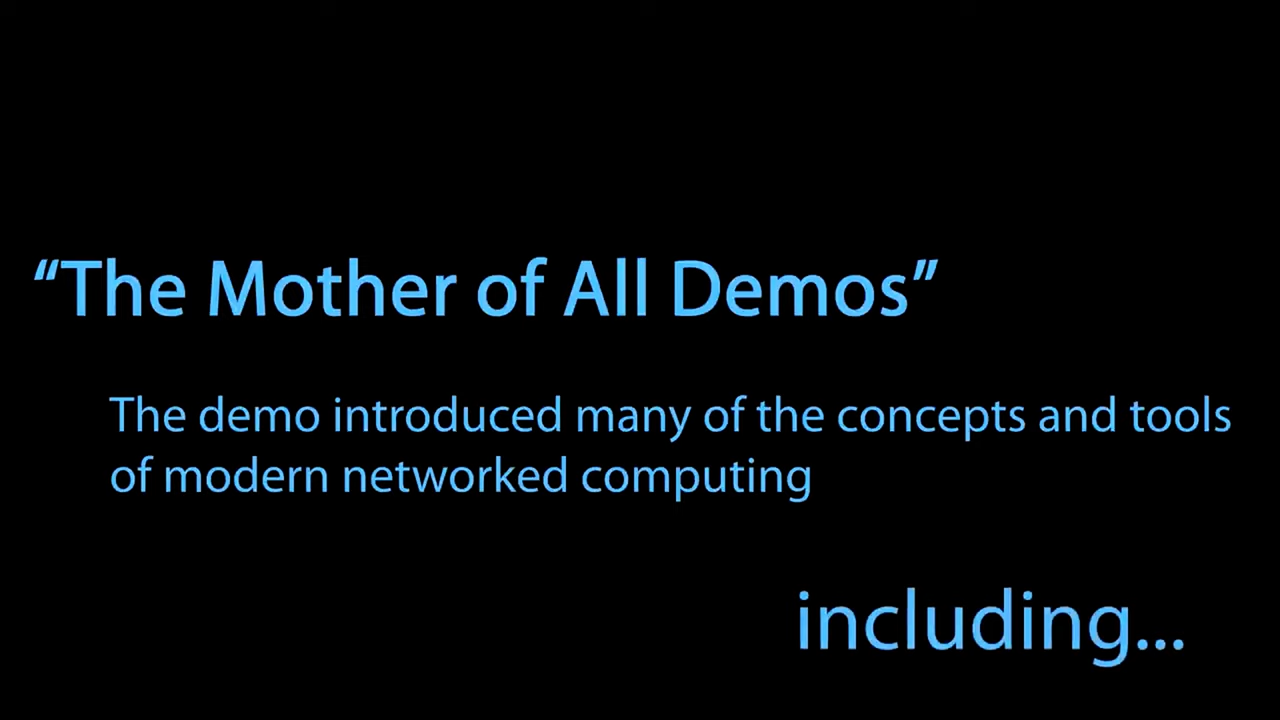 “The Mother of All Demos”
The demo introduced many of the concepts and tools
of modern networked computing
including...